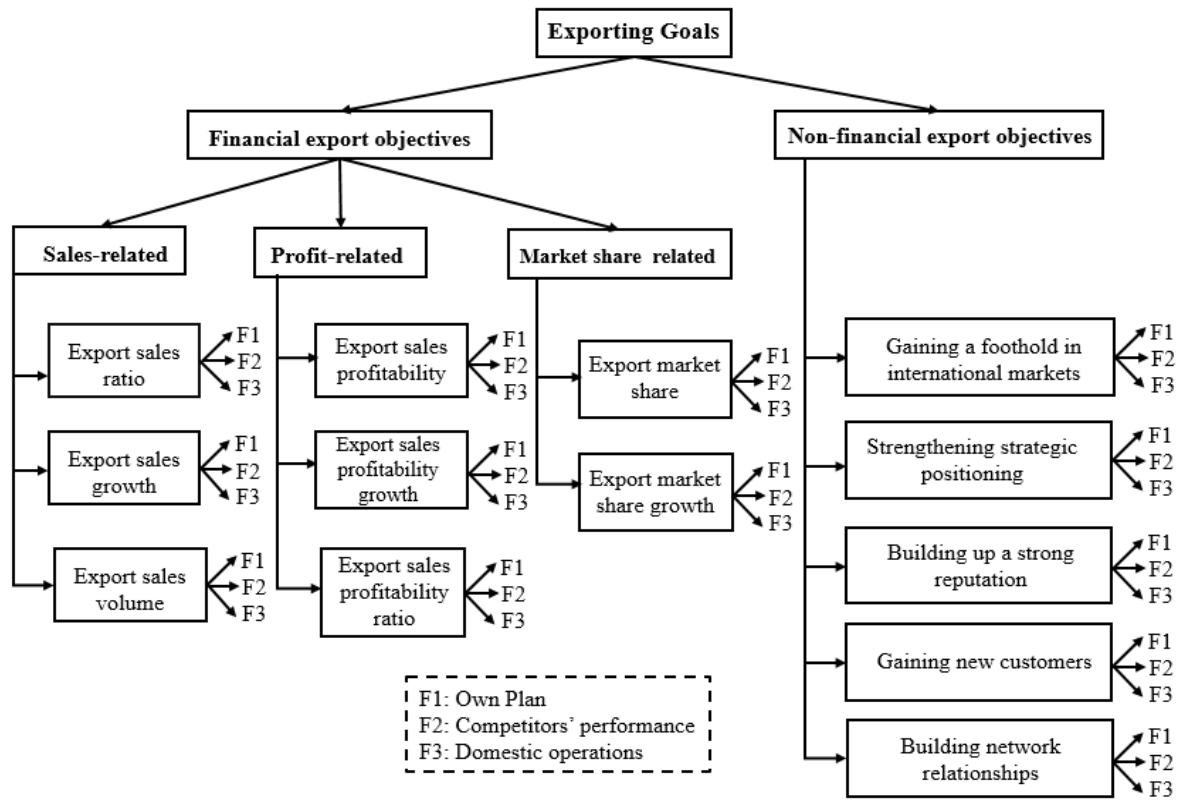 Exporting Goals
Financial export objectives
Non-financial export objectives
Sales-related
Profit-related
Market share related
Export sales
ratio
F1
F2
F3
Export sales
growth
F1
F2
F3
Export sales
volume
F1
F2
F3
Export sales
profitability
F1
F2
F3
Export sales
profitability
growth
F1
F2
F3
Export sales
profitability
ratio
F1
F2
F3
Export market
share
F1
F2
F3
Export market
share growth
F1
F2
F3
Gaining a foothold in
international markets
F1
F2
F3
Strengthening strategic
positioning
F1
F2
F3
Building up a strong
reputation
F1
F2
F3
Gaining new customers
F1
F2
F3
Building network
relationships
F1
F2
F3
F1: Own Plan
F2: Competitors’ performance
F3: Domestic operations